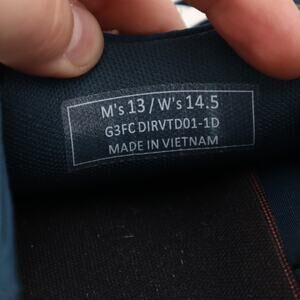 M's 13 / W's 14.5
G3FC DIRVTD01-1D
MADE IN VIETNAM